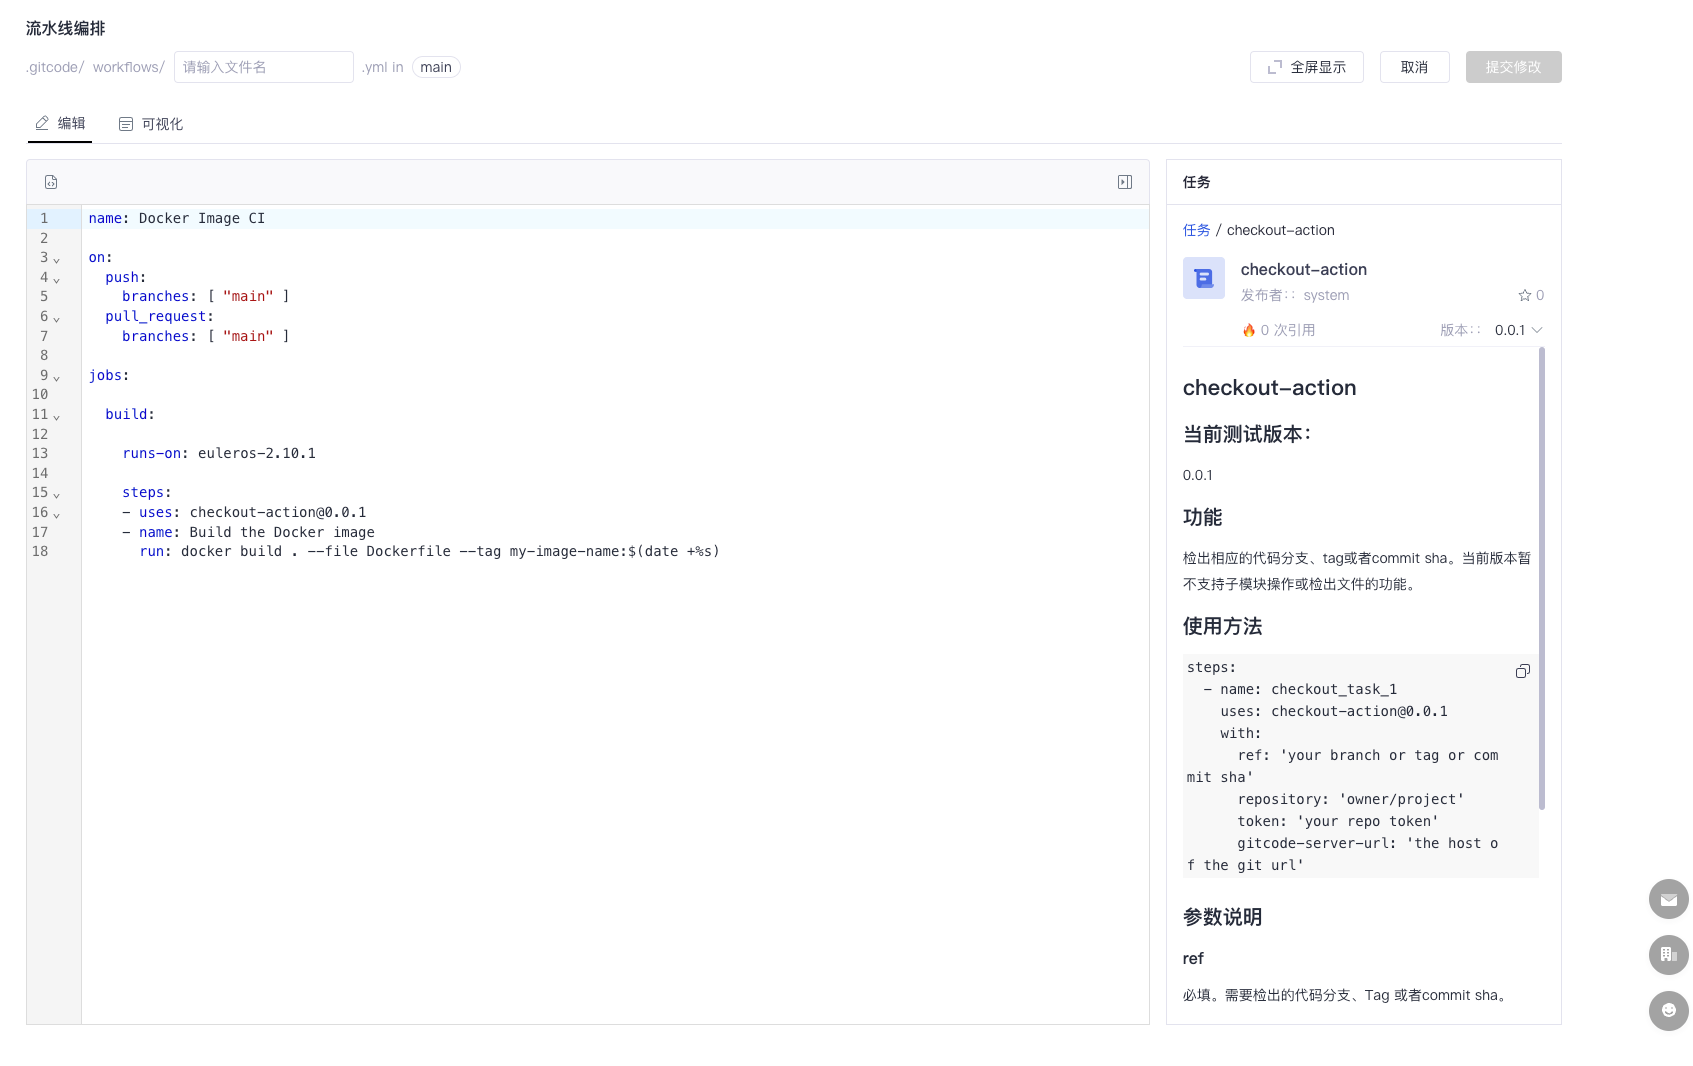 流水线编排
.gitcode/ workflows/ 请输入文件名 .yml in main
全屏显示 取消 提交修改
编辑 可视化
1 name: Docker Image CI
2
3 on:
4   push:
5     branches: [ "main" ]
6   pull_request:
7     branches: [ "main" ]
8
9 jobs:
10
11   build:
12
13     runs-on: euleros-2.10.1
14
15     steps:
16     - uses: checkout-action@0.0.1
17     - name: Build the Docker image
18       run: docker build . --file Dockerfile --tag my-image-name:$(date +%s)
任务
任务 / checkout-action
checkout-action
发布者:: system 0
0 次引用 版本:: 0.0.1
checkout-action
当前测试版本：
0.0.1
功能
检出相应的代码分支、tag或者commit sha。当前版本暂
不支持子模块操作或检出文件的功能。
使用方法
steps:
  - name: checkout_task_1
    uses: checkout-action@0.0.1
    with:
      ref: 'your branch or tag or com
mit sha'
      repository: 'owner/project'
      token: 'your repo token'
      gitcode-server-url: 'the host o
f the git url'
参数说明
ref
必填。需要检出的代码分支、Tag 或者commit sha。